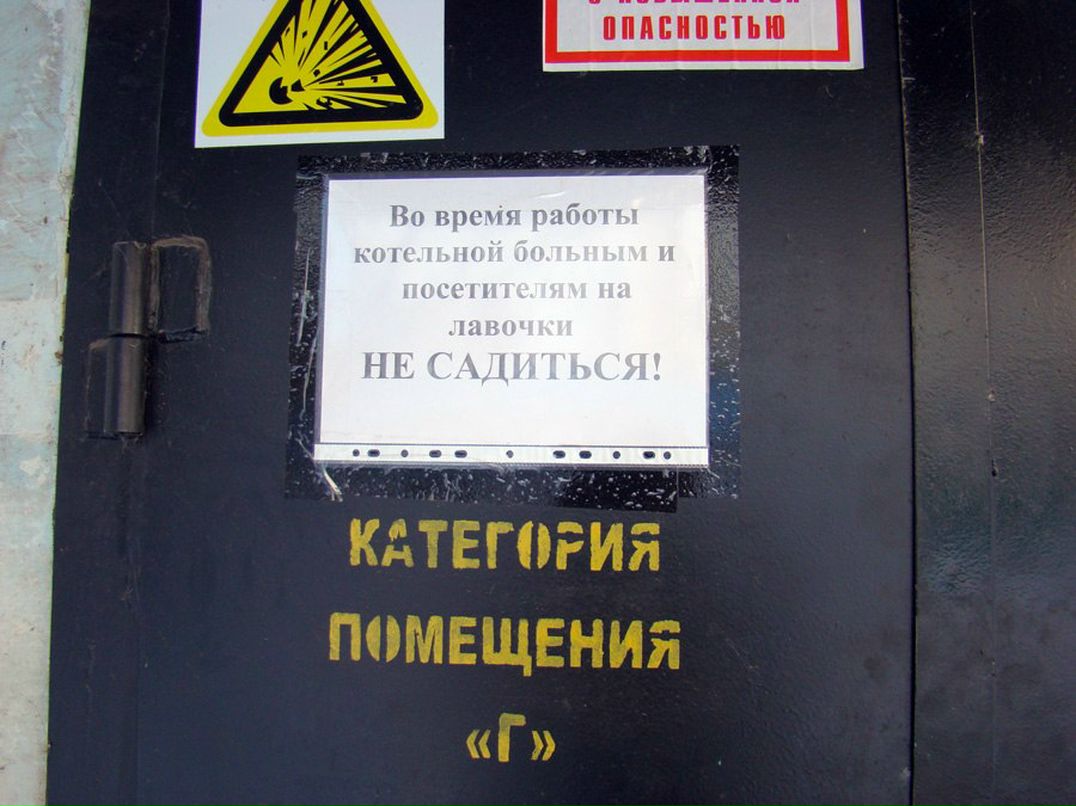 ОПАСНОСТЬЮ
Во время работы
котельной больным и
посетителям на
лавочки
НЕ САДИТЬСЯ!
КАТЕГОРИЯ
ПОМЕЩЕНИЯ
«Г»